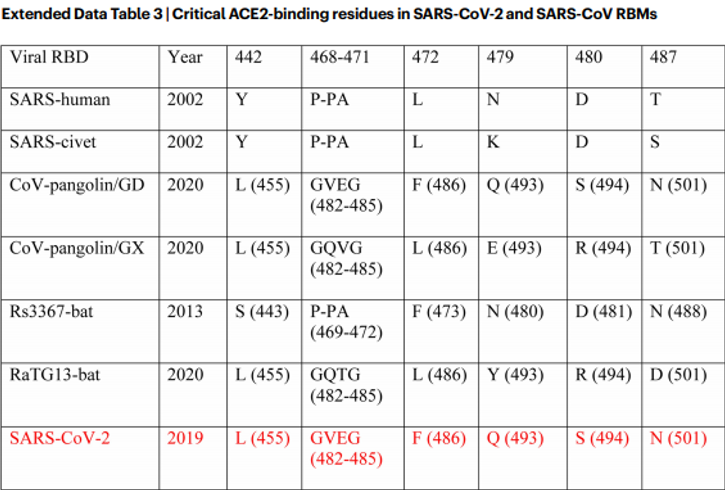 Extended Data Table 3 | Critical ACE2-binding residues in SARS-CoV-2 and SARS-CoV RBMs
Viral RBD Year 442 468-471 472 479 480 487
SARS-human 2002 Y P-PA L N D T
SARS-civet 2002 Y P-PA L K D S
CoV-pangolin/GD 2020 L (455) GVEG F (486) Q (493) S (494) N (501)
(482-485)
CoV-pangolin/GX 2020 L (455) GQVG L (486) E (493) R (494) T (501)
(482-485)
Rs3367-bat 2013 S (443) P-PA F (473) N (480) D (481) N (488)
(469-472)
RaTG13-bat 2020 L (455) GQTG L (486) Y (493) R (494) D (501)
(482-485)
SARS-CoV-2 2019 L (455) GVEG F (486) Q (493) S (494) N (501)
(482-485)